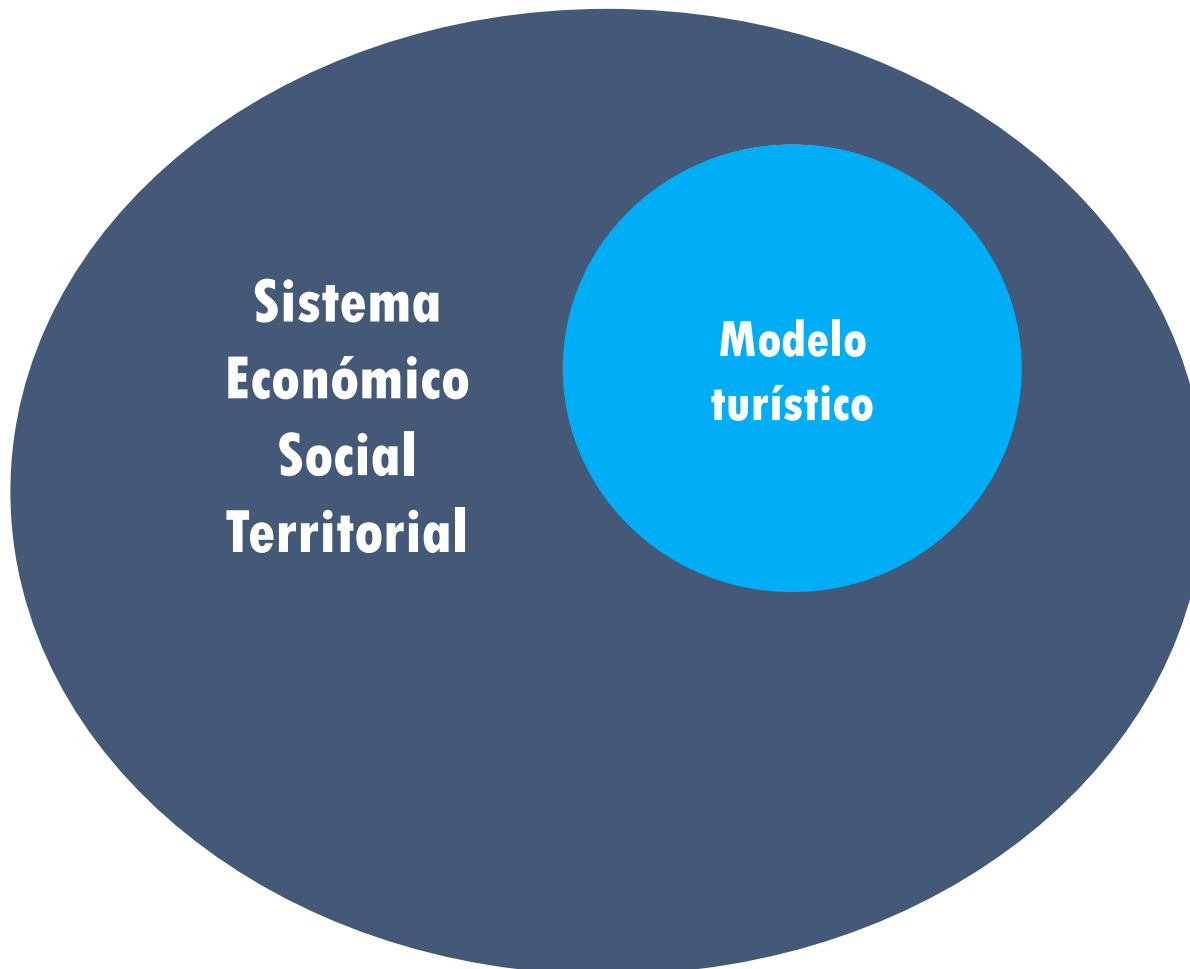 Sistema
Económico
Social
Territorial
Modelo
turístico